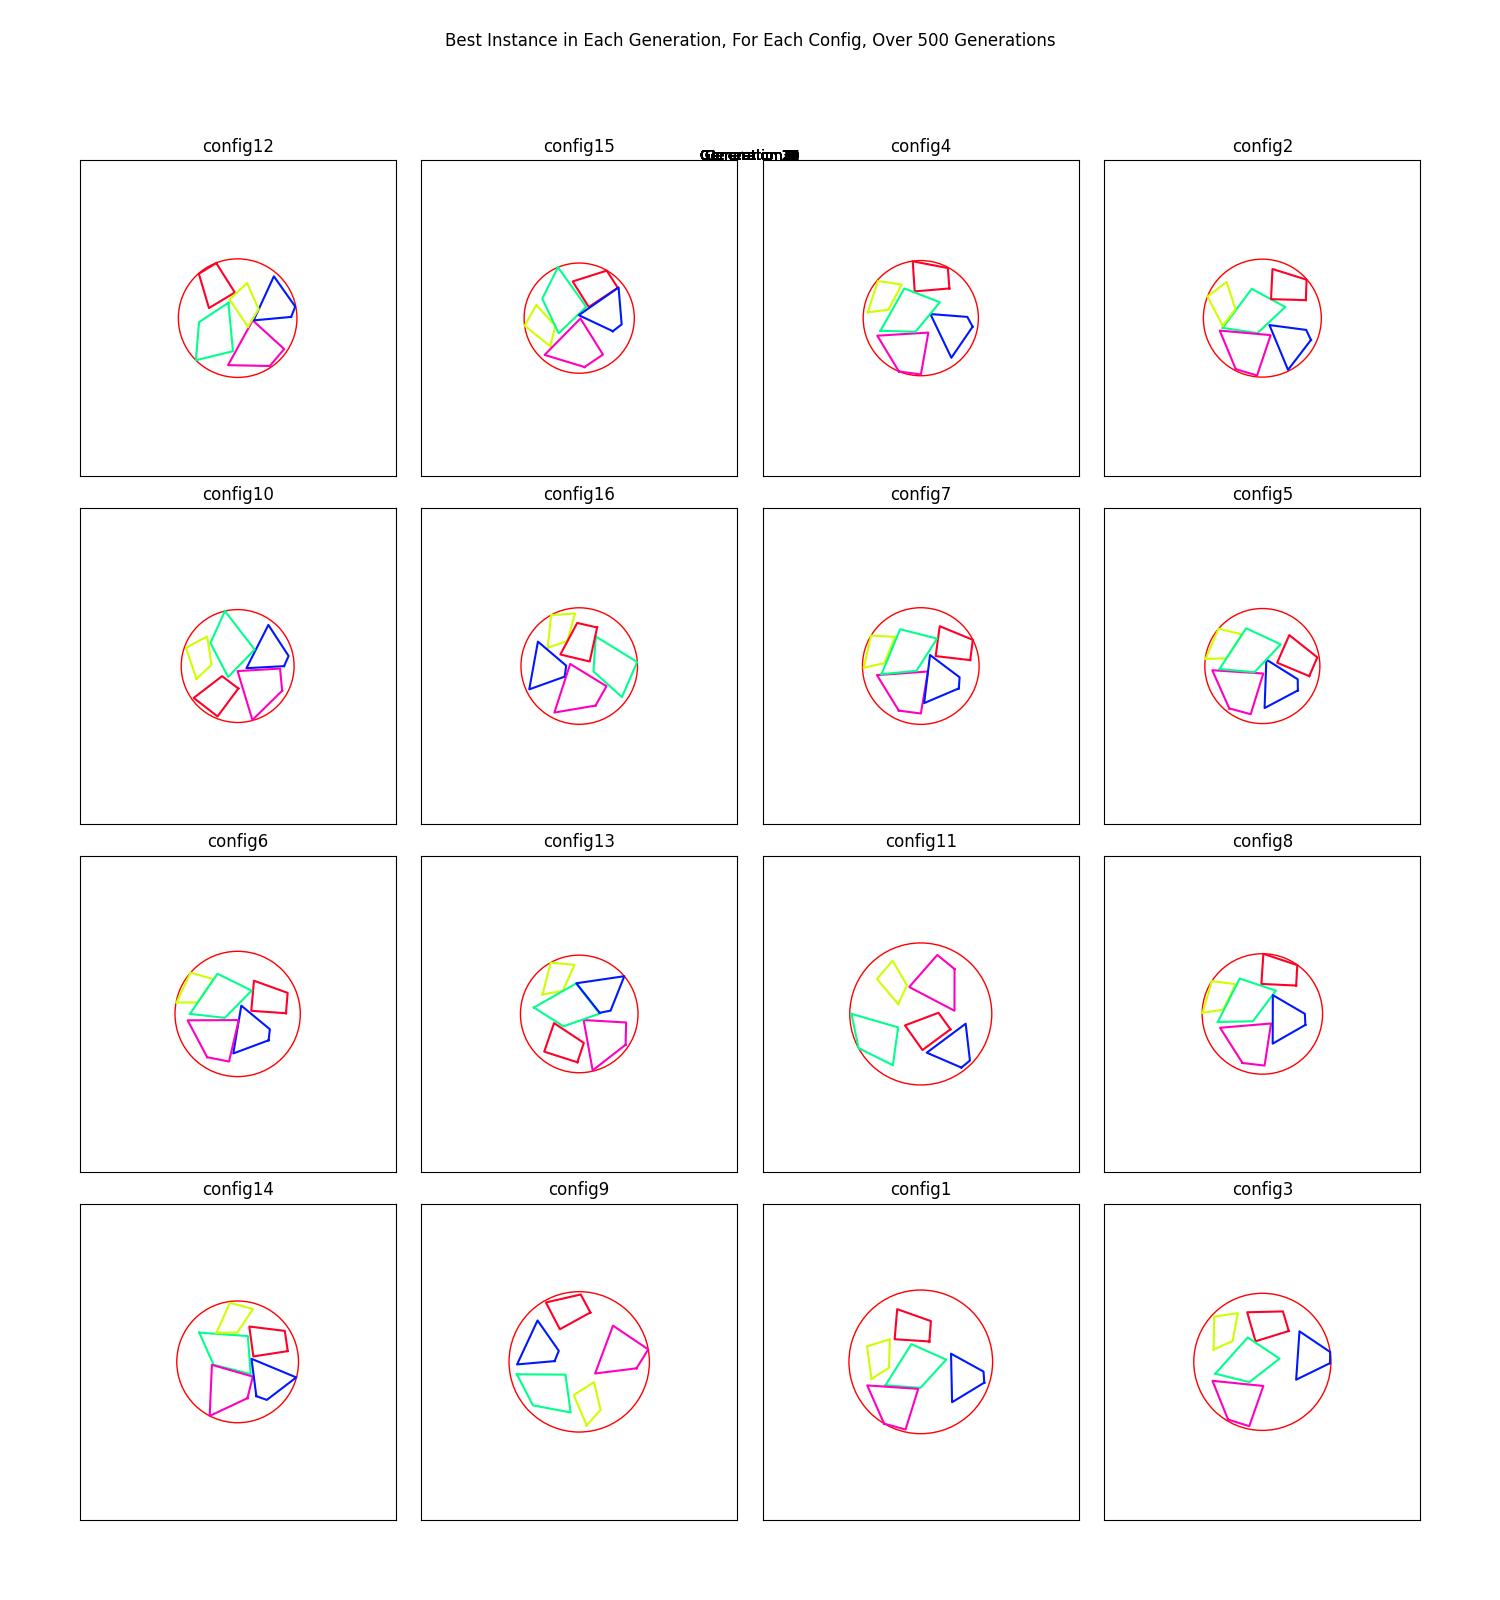 Best Instance in Each Generation, For Each Config, Over 500 Generations
config12
config15
config4
config2
config10
config16
config7
config5
config6
config13
config11
config8
config14
config9
config1
config3